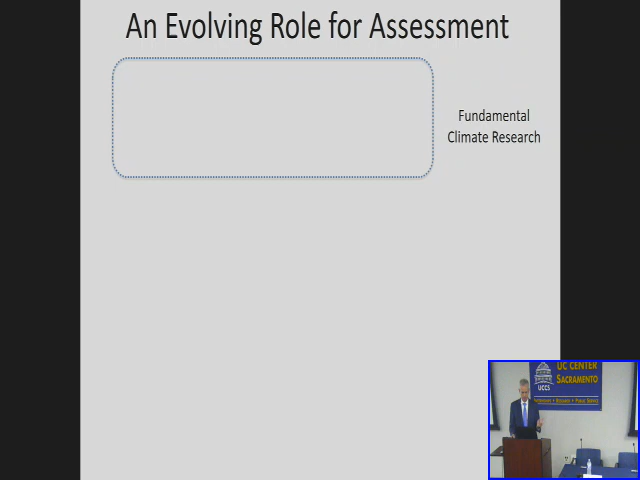 An Evolving Role for Assessment
Fundamental
Climate Research
UC CENTER
SACRAMENTO
UCCS